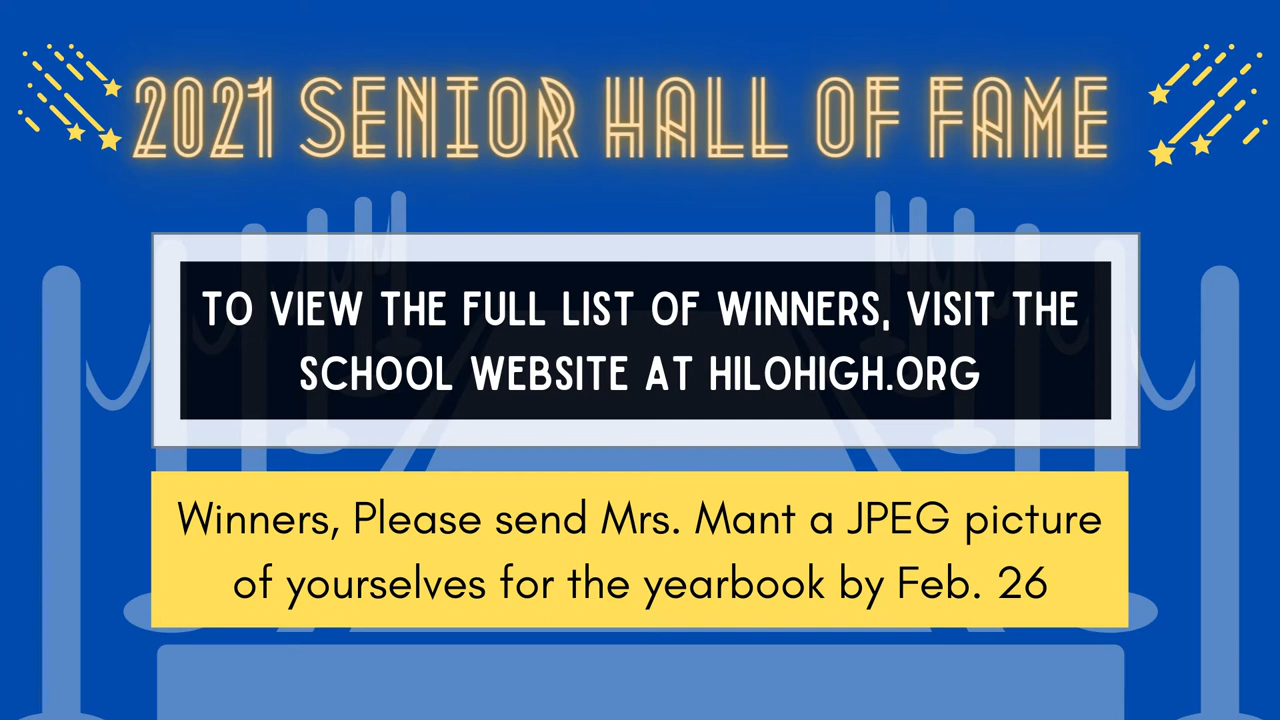 2021 SENIOR HALL OF FAME
TO VIEW THE FULL LIST OF WINNERS, VISIT THE
SCHOOL WEBSITE AT HILOHIGH.ORG
Winners, Please send Mrs. Mant a JPEG picture
of yourselves for the yearbook by Feb. 26